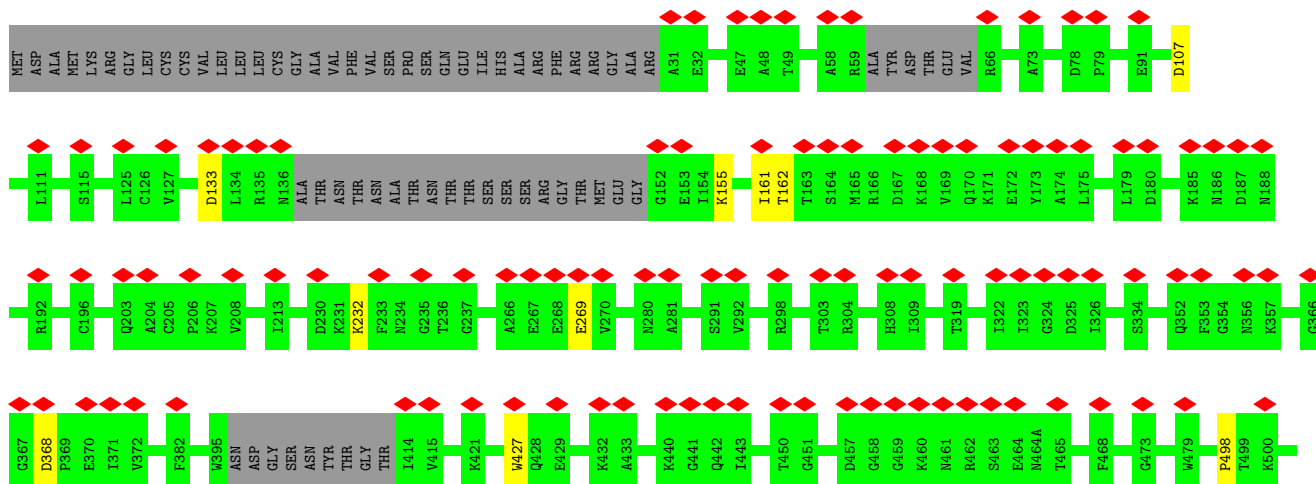 MET ASP ALA MET LYS ARG GLY LEU CYS CYS VAL LEU LEU LEU CYS GLY ALA VAL PHE VAL SER PRO SER GLN GLU ILE HIS ALA ARG PHE ARG ARG GLY ALA ARG A31 E32 E47 A48 T49 A58 R59 ALA TYR ASP THR GLU VAL R66 A73 D78 P79 E91 D107
L111 S115 L125 C126 V127 D133 L134 R135 N136 ALA THR ASN THR THR ASN ALA THR ASN THR THR SER SER SER ARG GLY THR MET GLU GLY G152 E153 I154 K155 I161 T162 T163 S164 M165 R166 D167 K168 V169 Q170 K171 E172 Y173 A174 L175 L179 D180 K185 N186 D187 N188
R192 C196 Q203 A204 C205 P206 K207 V208 I213 D230 K231 K232 F233 N234 G235 T236 G237 A266 E267 E268 E269 V270 N280 A281 S291 V292 R298 T303 R304 H308 I309 T319 I322 I323 G324 D325 I326 S334 Q352 F353 G354 N356 K357 G366
G367 D368 P369 E370 I371 V372 F382 W395 ASN ASP GLY SER ASN TYR THR GLY THR I414 V415 K421 W427 Q428 E429 K432 A433 K440 G441 Q442 I443 T450 G451 D457 G458 G459 K460 N461 R462 S463 E464 N464A T465 F468 G473 W479 P498 T499 K500